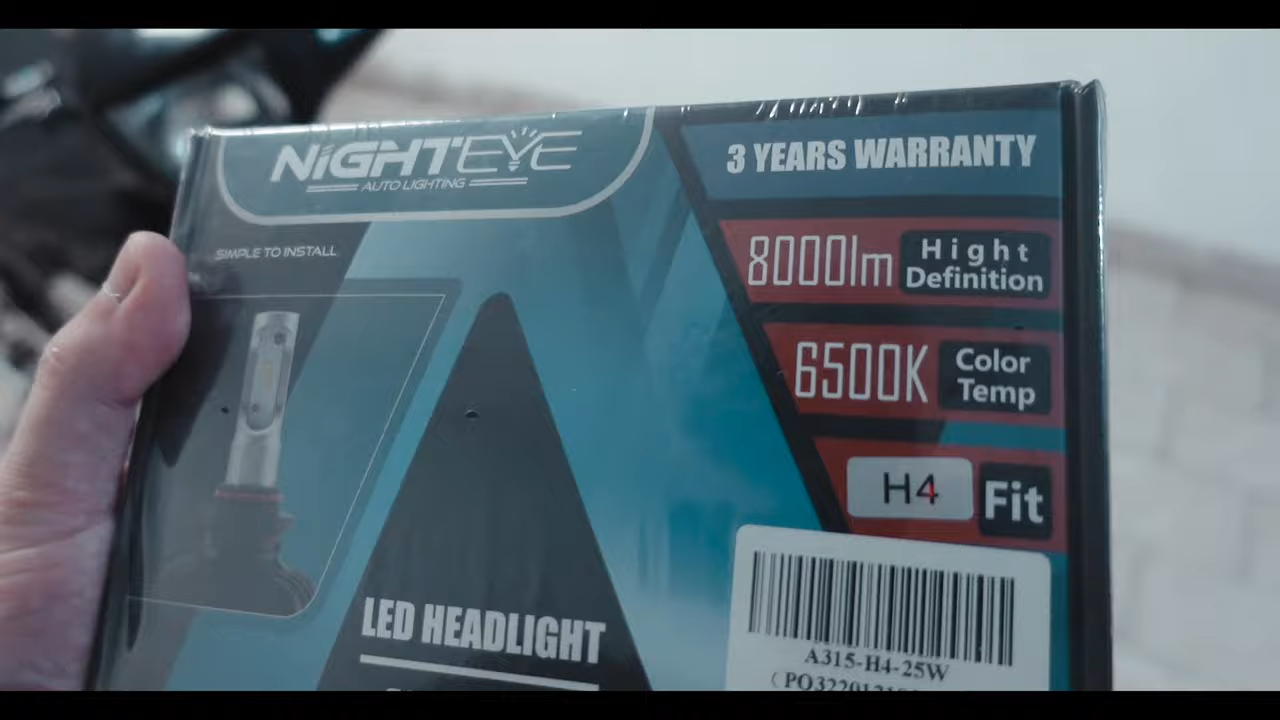 NIGHTEYE
AUTO LIGHTING
3 YEARS WARRANTY
SIMPLE TO INSTALL
8000lm
Hight
Definition
6500K
Color
Temp
H4
Fit
LED HEADLIGHT
A315-H4-25W